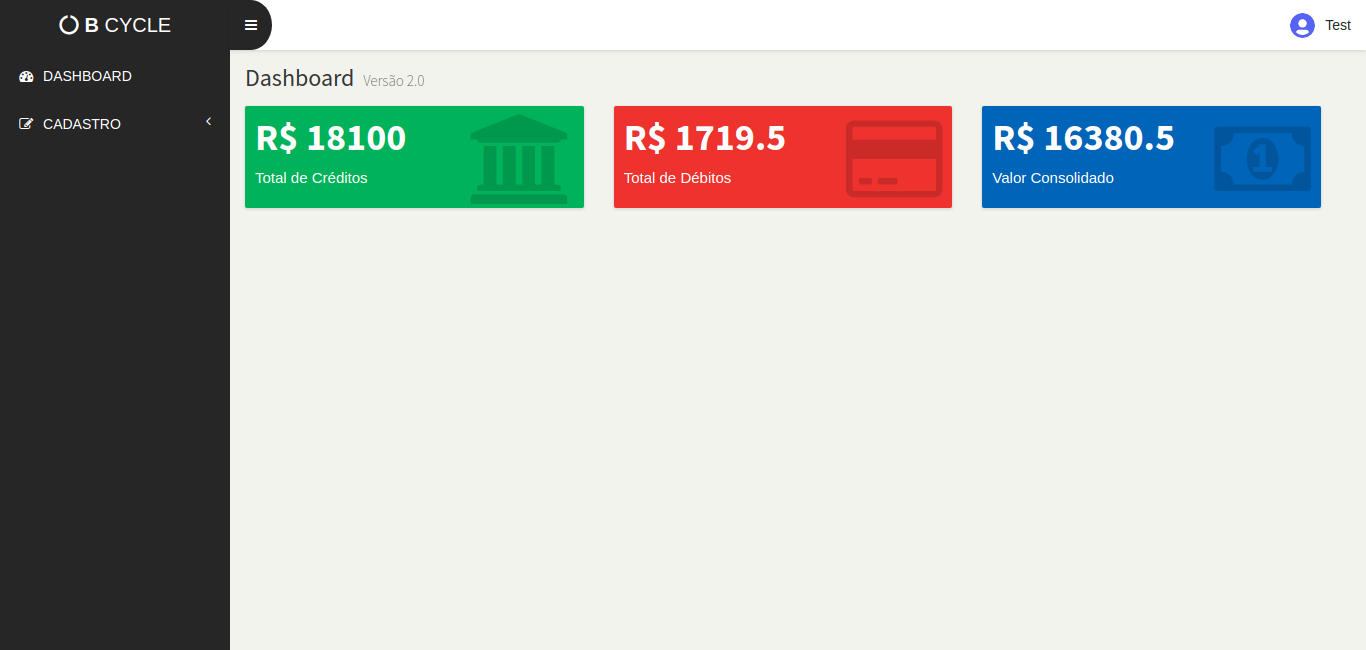 B CYCLE
Test
DASHBOARD
CADASTRO
Dashboard Versão 2.0
R$ 18100
Total de Créditos
R$ 1719.5
Total de Débitos
R$ 16380.5
Valor Consolidado
1